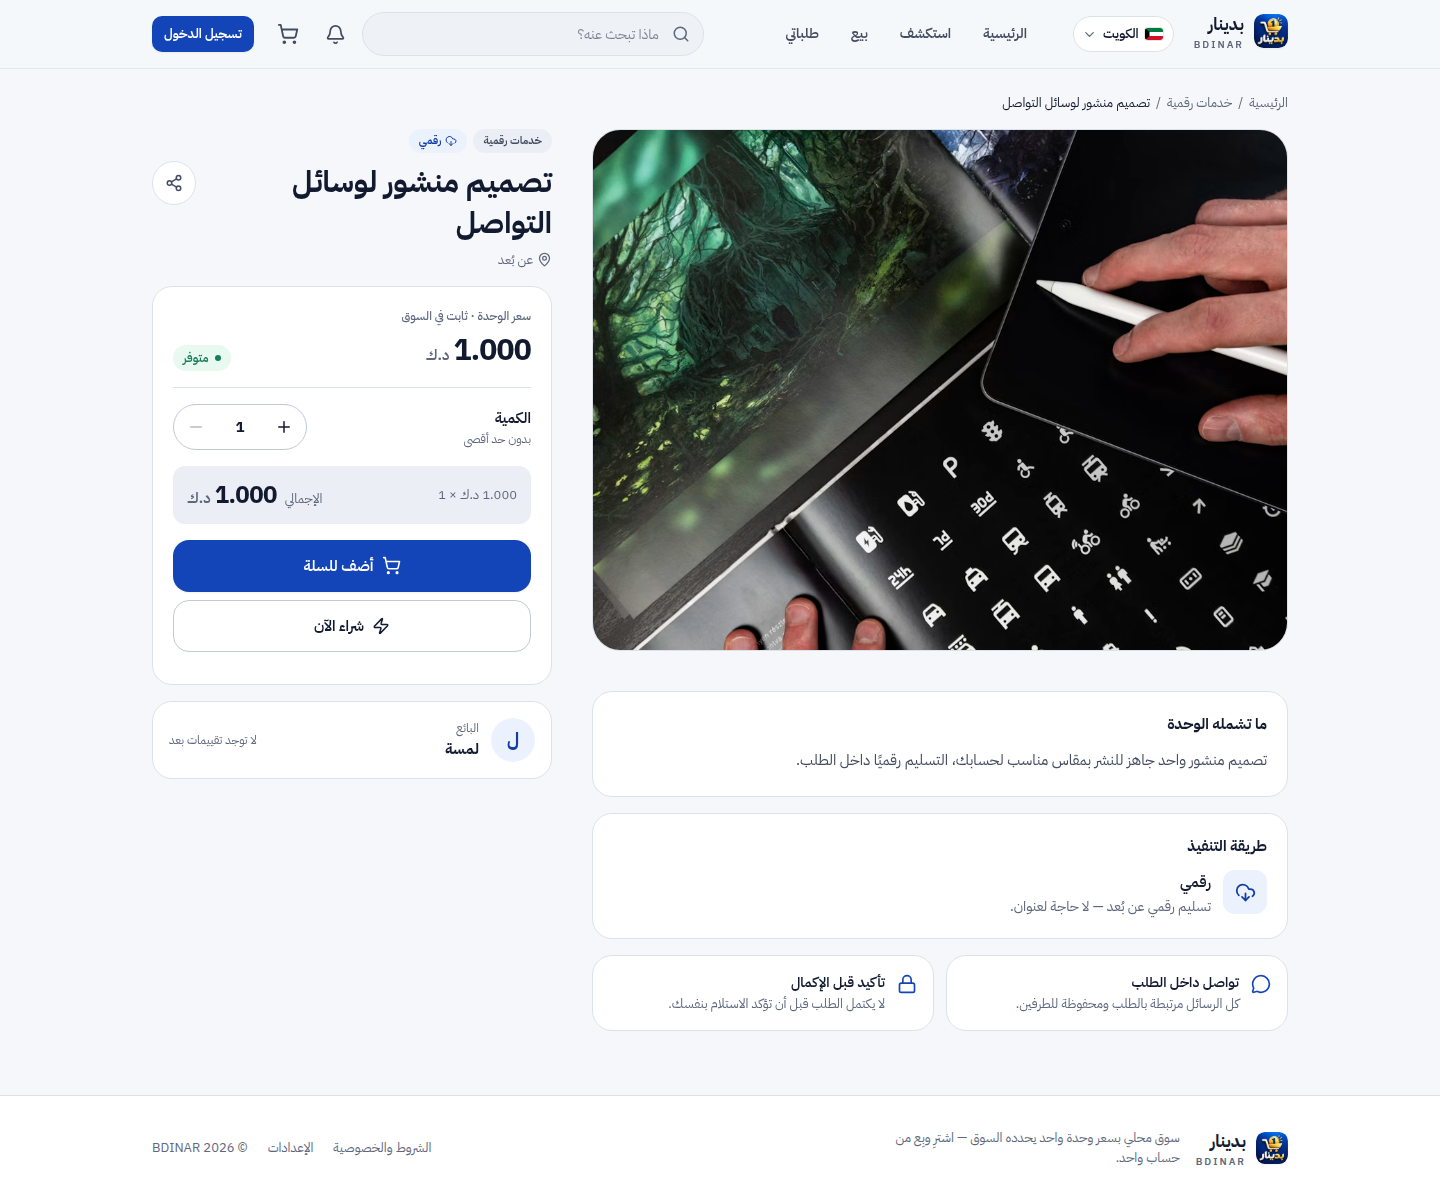 بدينار
BDINAR
الكويت
الرئيسية
استكشف
بيع
طلباتي
ماذا تبحث عنه؟
تسجيل الدخول
الرئيسية / خدمات رقمية / تصميم منشور لوسائل التواصل
خدمات رقمية
رقمي
تصميم منشور لوسائل
التواصل
عن بُعد
سعر الوحدة · ثابت في السوق
1.000 د.ك
متوفر
الكمية
بدون حد أقصى
1
1.000 د.ك × 1
الإجمالي 1.000 د.ك
أضف للسلة
شراء الآن
ل
البائع
لمسة
لا توجد تقييمات بعد
P
30P
PL
24h
ما تشمله الوحدة
تصميم منشور واحد جاهز للنشر بمقاس مناسب لحسابك، التسليم رقميًا داخل الطلب.
طريقة التنفيذ
رقمي
تسليم رقمي عن بُعد — لا حاجة لعنوان.
تواصل داخل الطلب
كل الرسائل مرتبطة بالطلب ومحفوظة للطرفين.
تأكيد قبل الإكمال
لا يكتمل الطلب قبل أن تؤكد الاستلام بنفسك.
بدينار
BDINAR
سوق محلي بسعر وحدة واحد يحدده السوق — اشترِ وبِع من
حساب واحد.
الشروط والخصوصية
الإعدادات
© 2026 BDINAR